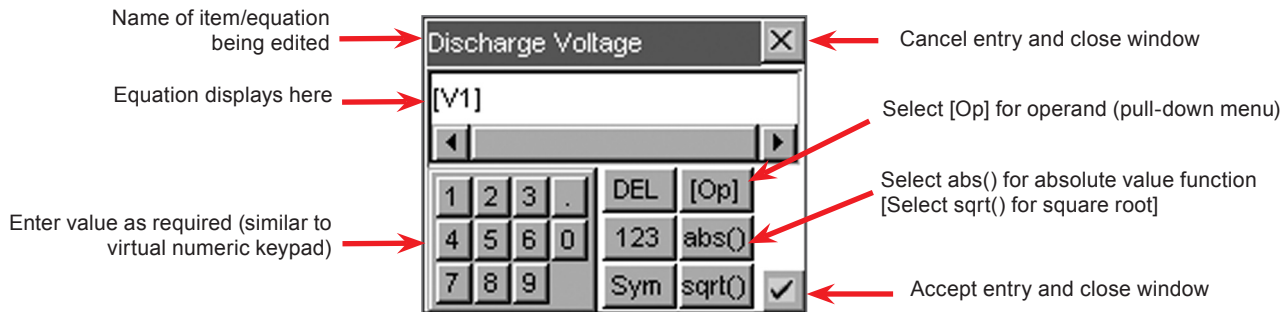 Name of item/equation
being edited
Discharge Voltage
Cancel entry and close window
Equation displays here
[V1]
Select [Op] for operand (pull-down menu)
Enter value as required (similar to
virtual numeric keypad)
1 2 3 .
4 5 6 0
7 8 9
DEL [Op]
123 abs()
Sym sqrt()
Select abs() for absolute value function
[Select sqrt() for square root]
Accept entry and close window